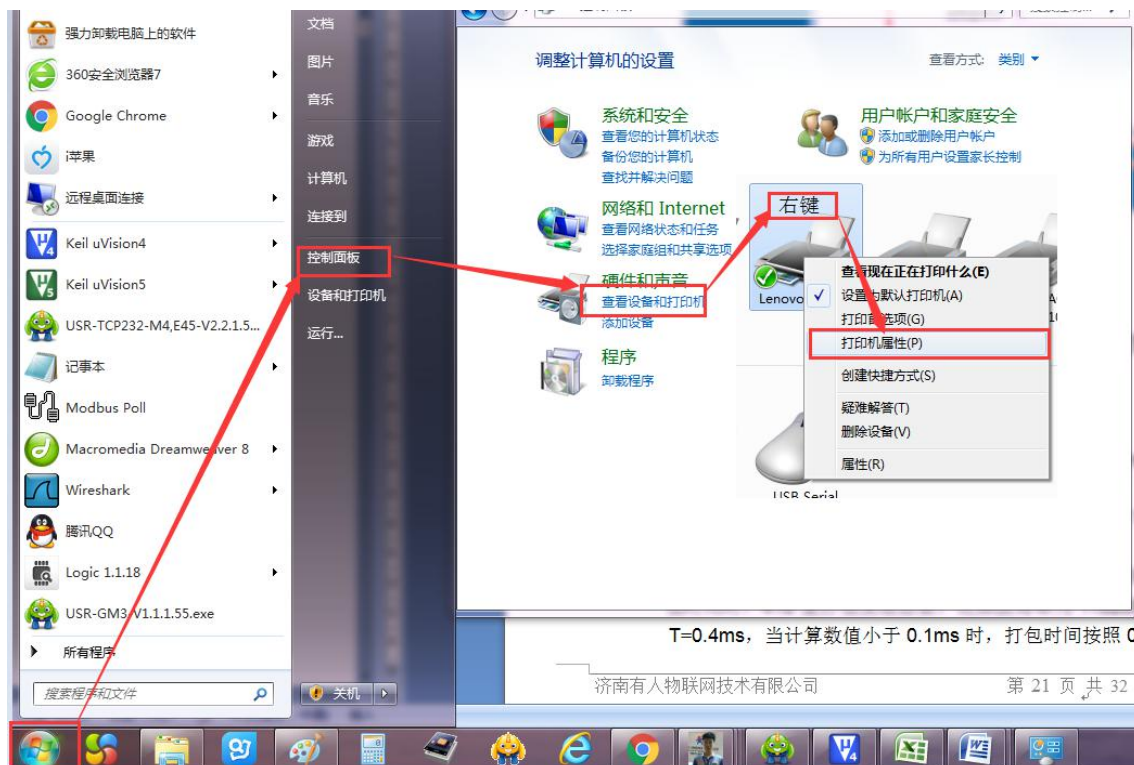 强力卸载电脑上的软件
360安全浏览器7
Google Chrome
i苹果
远程桌面连接
Keil uVision4
Keil uVision5
USR-TCP232-M4,E45-V2.2.1.5...
记事本
Modbus Poll
Macromedia Dreamweaver 8
Wireshark
腾讯QQ
Logic 1.1.18
USR-GM3-V1.1.1.55.exe
所有程序
搜索程序和文件
文档
图片
音乐
游戏
计算机
连接到
控制面板
设备和打印机
运行...
关机
调整计算机的设置
查看方式: 类别
系统和安全
查看您的计算机状态
备份您的计算机
查找并解决问题
网络和 Internet
查看网络状态和任务
选择家庭组和共享选项
硬件和声音
查看设备和打印机
添加设备
程序
卸载程序
用户帐户和家庭安全
添加或删除用户帐户
为所有用户设置家长控制
右键
Lenovo
查看现在正在打印什么(E)
设置为默认打印机(A)
打印首选项(G)
打印机属性(P)
创建快捷方式(S)
疑难解答(T)
删除设备(V)
属性(R)
USB Serial
T=0.4ms，当计算数值小于 0.1ms 时，打包时间按照 0
济南有人物联网技术有限公司
第 21 页 共 32